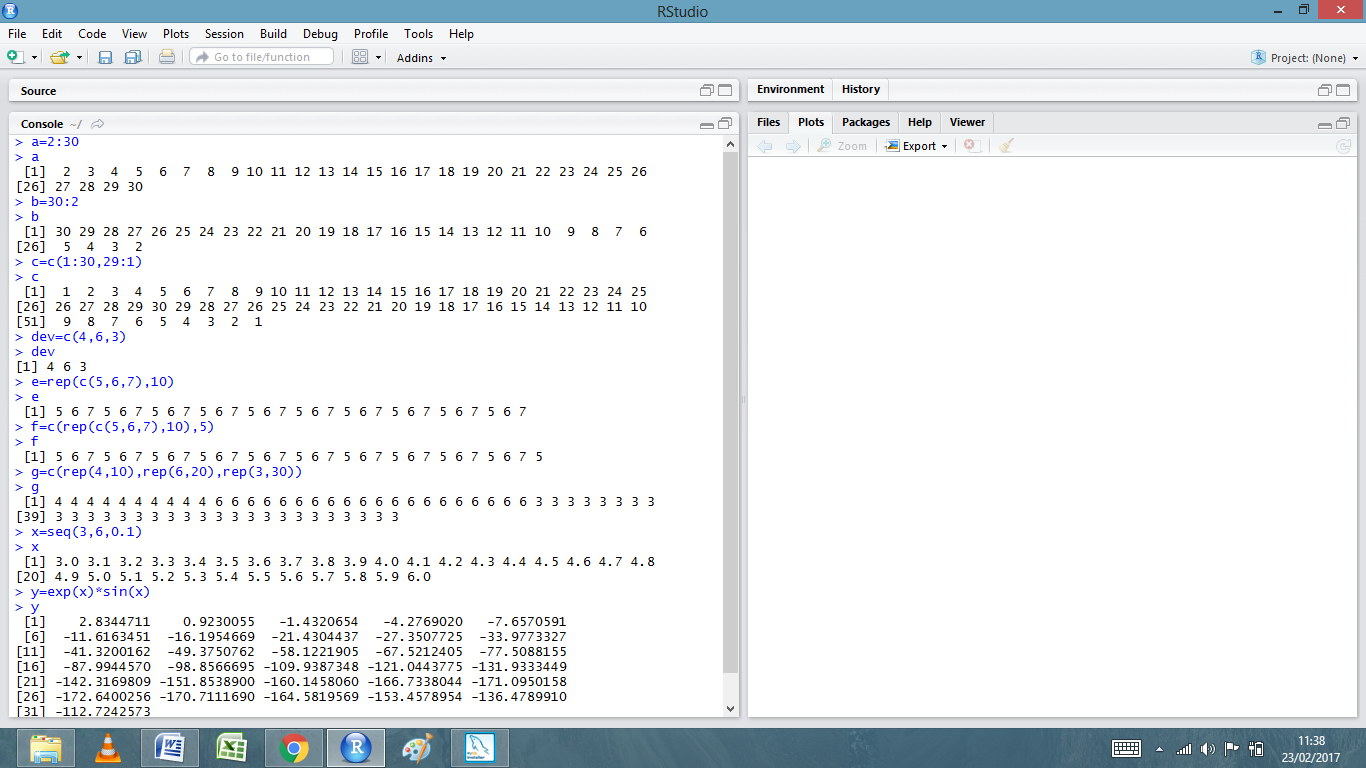 RStudio
File Edit Code View Plots Session Build Debug Profile Tools Help
Go to file/function Addins Project: (None)
Source
Environment History
Console ~/
Files Plots Packages Help Viewer
Zoom Export
> a=2:30
> a
[1] 2 3 4 5 6 7 8 9 10 11 12 13 14 15 16 17 18 19 20 21 22 23 24 25 26
[26] 27 28 29 30
> b=30:2
> b
[1] 30 29 28 27 26 25 24 23 22 21 20 19 18 17 16 15 14 13 12 11 10 9 8 7 6
[26] 5 4 3 2
> c=c(1:30,29:1)
> c
[1] 1 2 3 4 5 6 7 8 9 10 11 12 13 14 15 16 17 18 19 20 21 22 23 24 25
[26] 26 27 28 29 30 29 28 27 26 25 24 23 22 21 20 19 18 17 16 15 14 13 12 11 10
[51] 9 8 7 6 5 4 3 2 1
> dev=c(4,6,3)
> dev
[1] 4 6 3
> e=rep(c(5,6,7),10)
> e
[1] 5 6 7 5 6 7 5 6 7 5 6 7 5 6 7 5 6 7 5 6 7 5 6 7 5 6 7 5 6 7
> f=c(rep(c(5,6,7),10),5)
> f
[1] 5 6 7 5 6 7 5 6 7 5 6 7 5 6 7 5 6 7 5 6 7 5 6 7 5 6 7 5 6 7 5
> g=c(rep(4,10),rep(6,20),rep(3,30))
> g
[1] 4 4 4 4 4 4 4 4 4 4 6 6 6 6 6 6 6 6 6 6 6 6 6 6 6 6 6 6 6 6 3 3 3 3 3 3 3 3
[39] 3 3 3 3 3 3 3 3 3 3 3 3 3 3 3 3 3 3 3 3 3 3
> x=seq(3,6,0.1)
> x
[1] 3.0 3.1 3.2 3.3 3.4 3.5 3.6 3.7 3.8 3.9 4.0 4.1 4.2 4.3 4.4 4.5 4.6 4.7 4.8
[20] 4.9 5.0 5.1 5.2 5.3 5.4 5.5 5.6 5.7 5.8 5.9 6.0
> y=exp(x)*sin(x)
> y
[1] 2.8344711 0.9230055 -1.4320654 -4.2769020 -7.6570591
[6] -11.6163451 -16.1954669 -21.4304437 -27.3507725 -33.9773327
[11] -41.3200162 -49.3750762 -58.1221905 -67.5212405 -77.5088155
[16] -87.9944570 -98.8566695 -109.9387348 -121.0443775 -131.9333449
[21] -142.3169809 -151.8538900 -160.1458060 -166.7338044 -171.0950158
[26] -172.6400256 -170.7111690 -164.5819569 -153.4578954 -136.4789910
[31] -112.7242573
11:38
23/02/2017